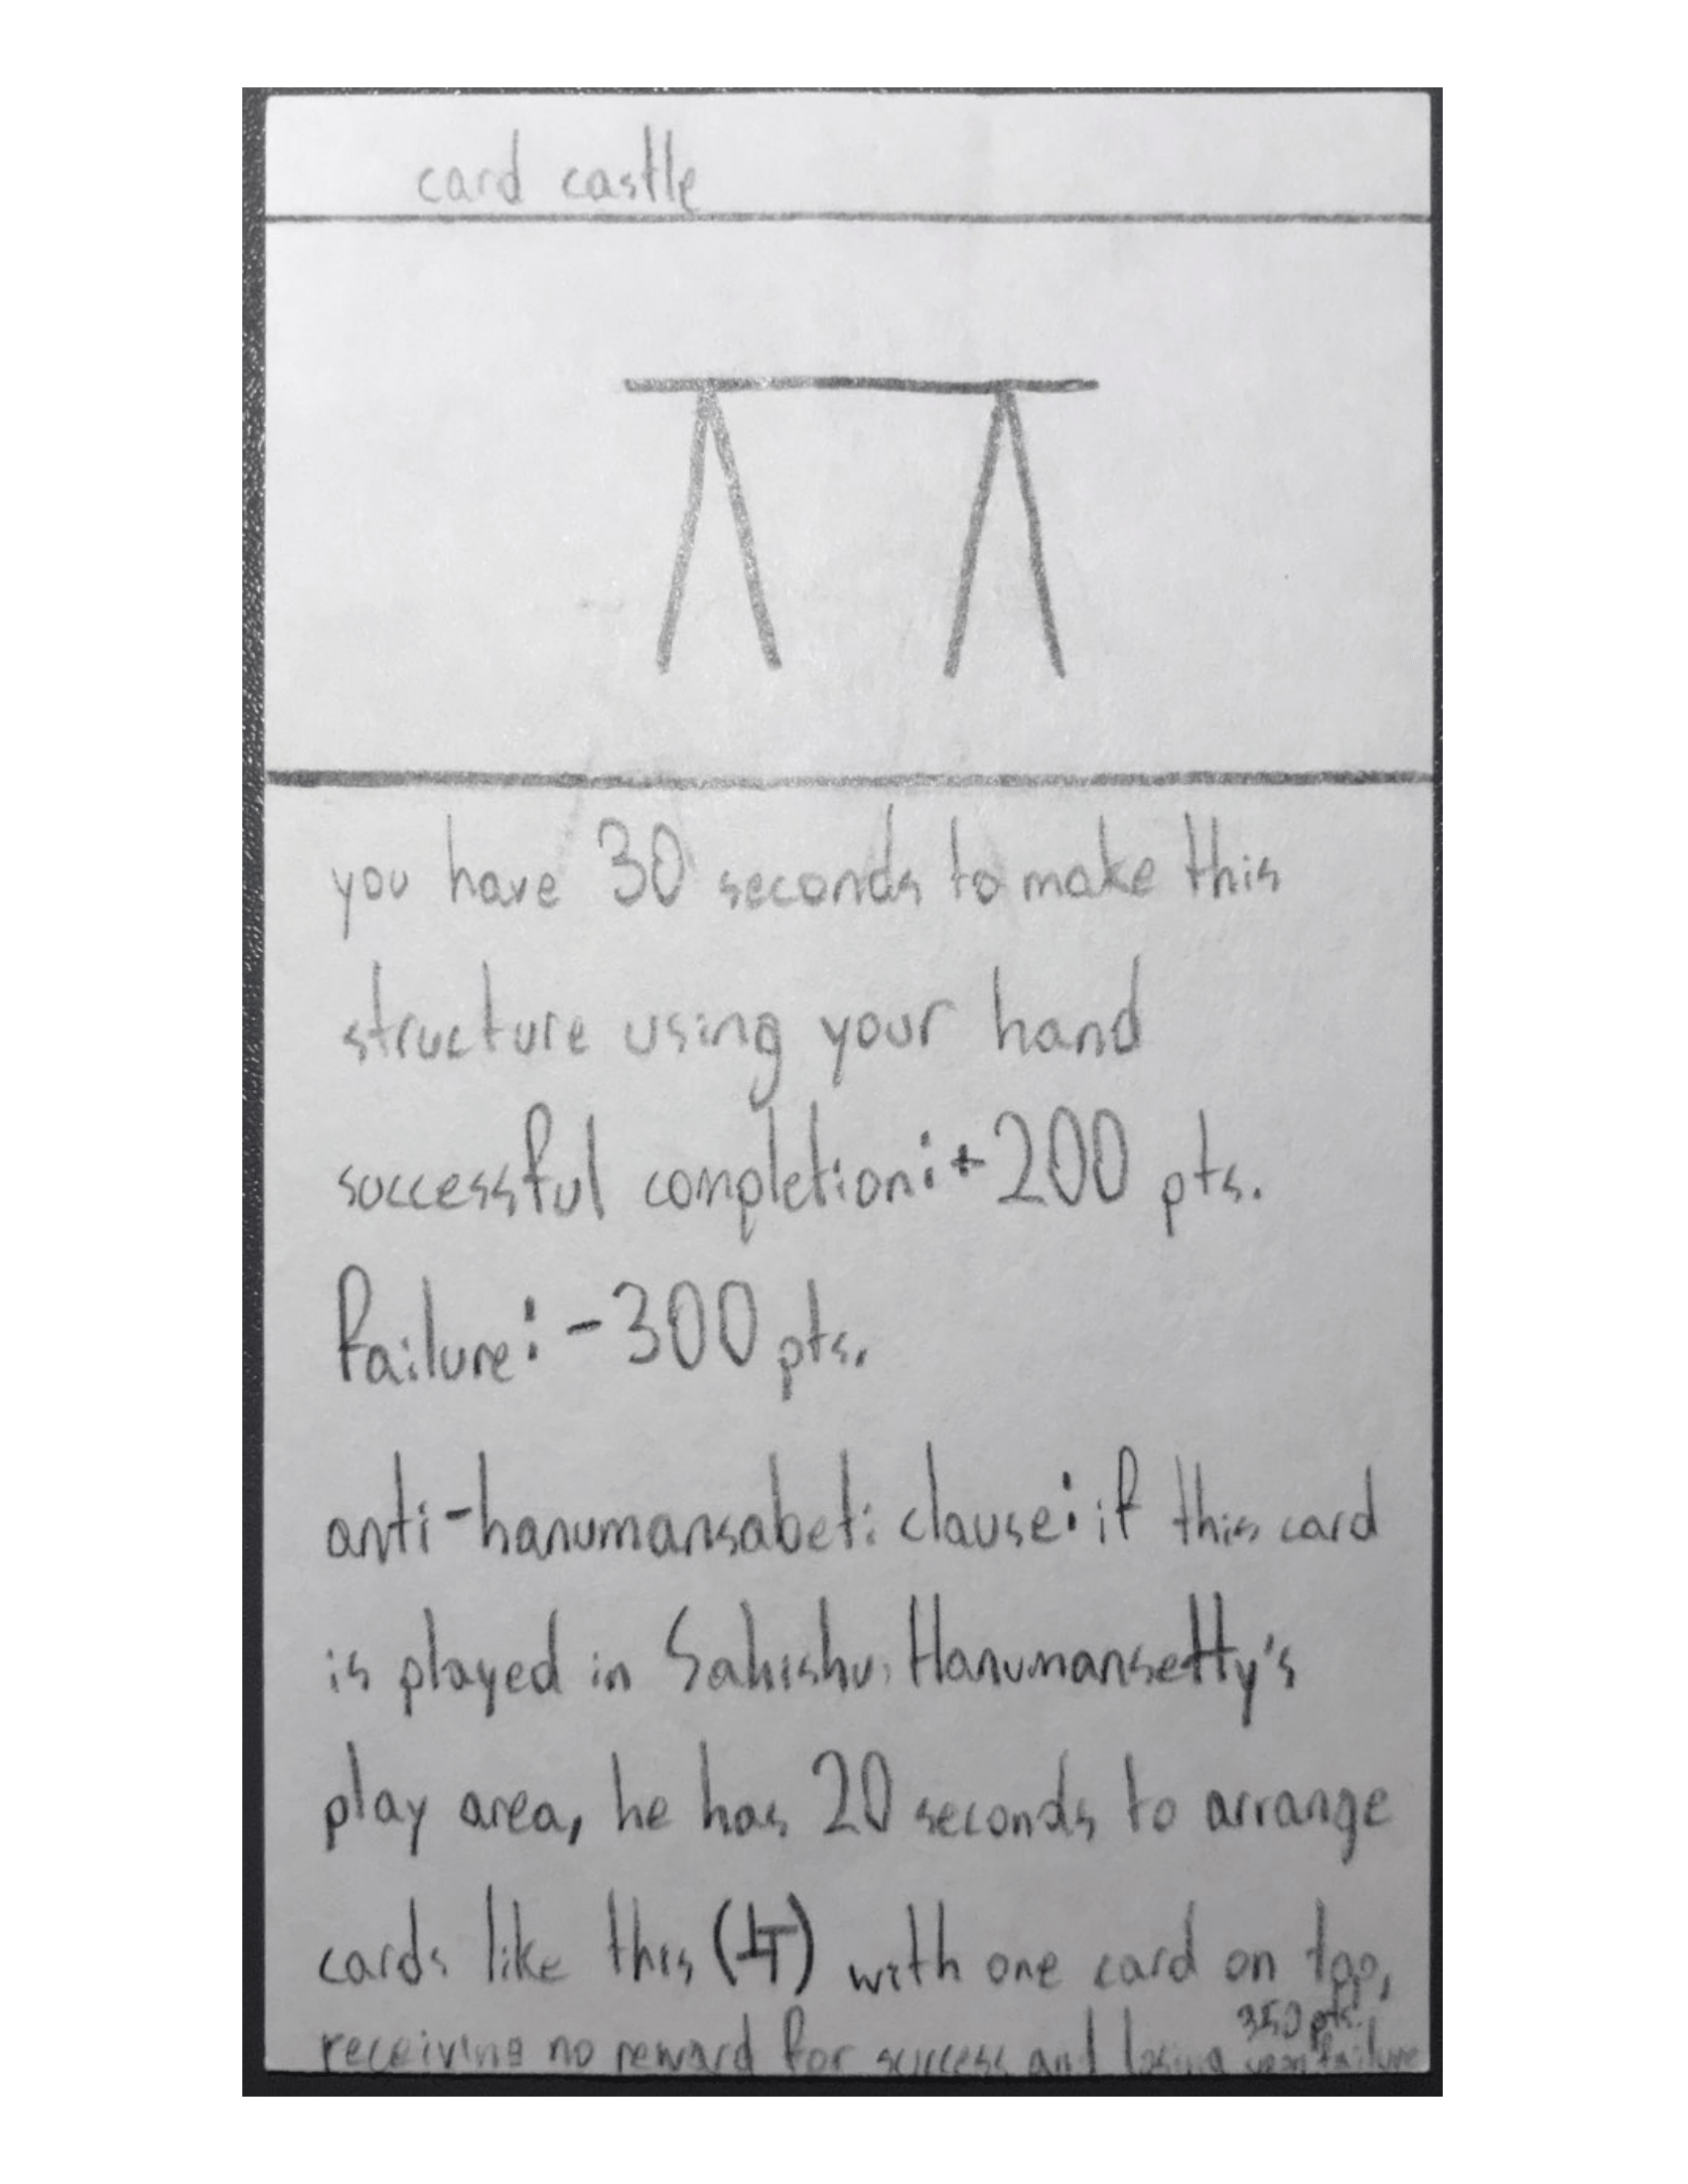 card castle
you have 30 seconds to make this
structure using your hand
successful completion: +200 pts.
failure: -300 pts.
anti-hanumansabeti clause: if this card
is played in Sahishu Hanumansetty's
play area, he has 20 seconds to arrange
cards like this ( ) with one card on top,
350 pts.
receiving no reward for success and losing upon failure